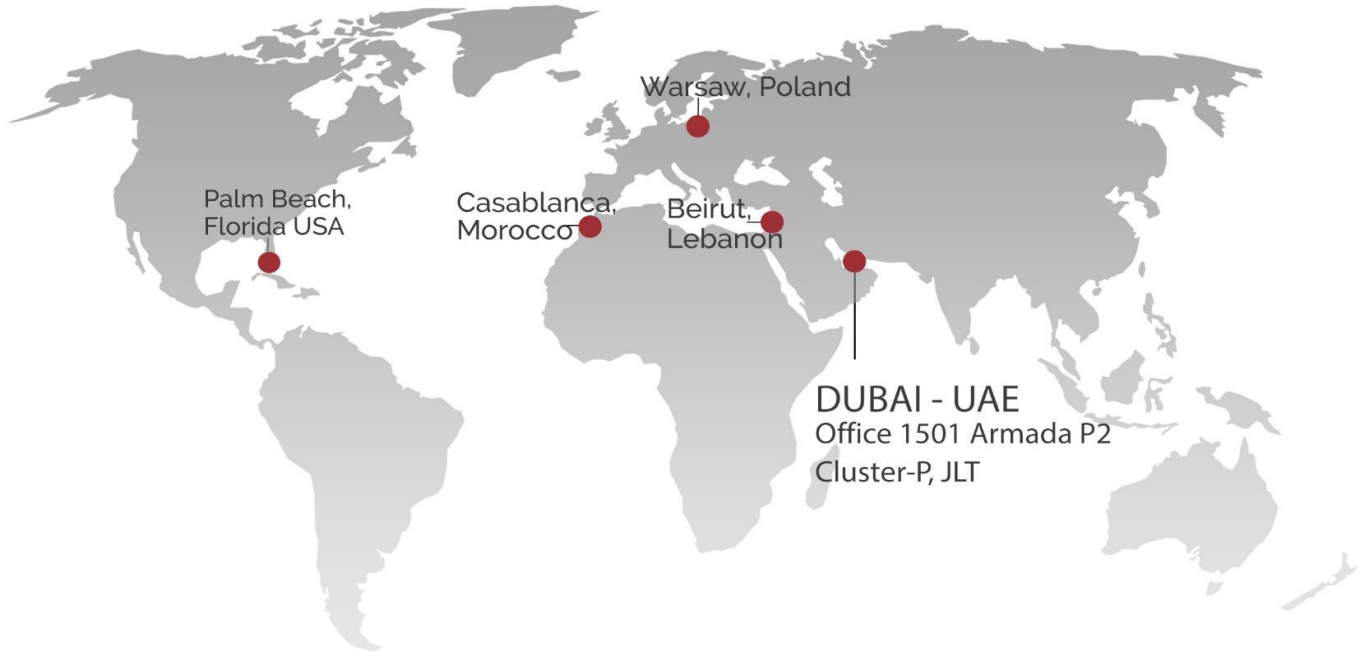 Warsaw, Poland
Palm Beach,
Florida USA
Casablanca,
Morocco
Beirut,
Lebanon
DUBAI - UAE
Office 1501 Armada P2
Cluster-P, JLT